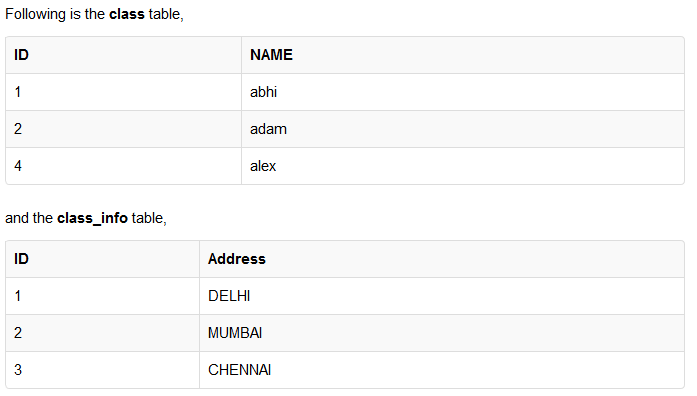 Following is the class table,
ID NAME
1 abhi
2 adam
4 alex
and the class_info table,
ID Address
1 DELHI
2 MUMBAI
3 CHENNAI